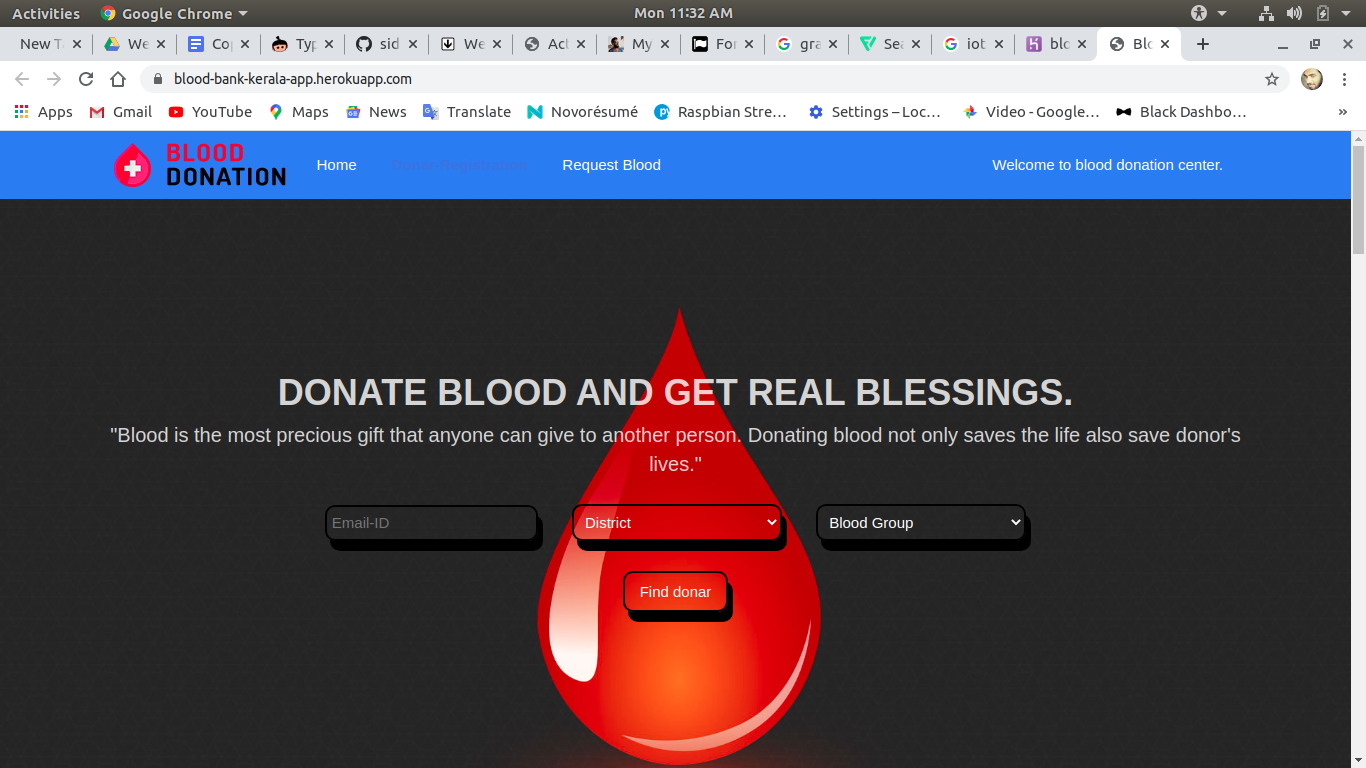 Activities Google Chrome Mon 11:32 AM
New T We Co Typ sid We Act My For gra Sea iot blo Blo
blood-bank-kerala-app.herokuapp.com
Apps Gmail YouTube Maps News Translate Novorésumé Raspbian Stre… Settings – Loc… Video - Google… Black Dashbo… »
BLOOD
DONATION
Home Donar Registration Request Blood Welcome to blood donation center.
DONATE BLOOD AND GET REAL BLESSINGS.
"Blood is the most precious gift that anyone can give to another person. Donating blood not only saves the life also save donor's
lives."
Email-ID District Blood Group
Find donar